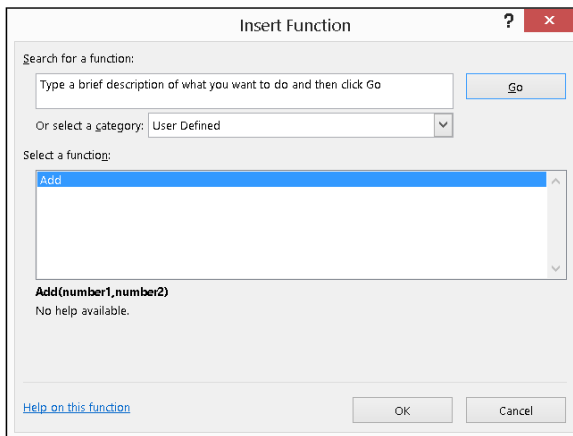 Insert Function
?
Search for a function:
Type a brief description of what you want to do and then click Go
Go
Or select a category: User Defined
Select a function:
Add
Add(number1,number2)
No help available.
Help on this function
OK
Cancel